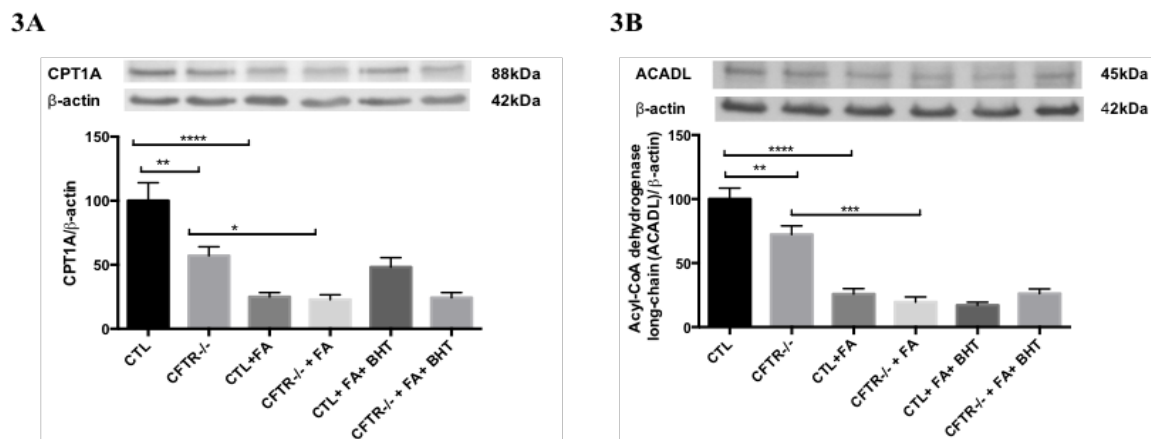 3A
CPT1A 88kDa
β-actin 42kDa
150
100
50
0
CPT1A/β-actin
****
**
*
CTL
CFTR-/-
CTL+FA
CFTR-/- + FA
CTL+ FA+ BHT
CFTR-/- + FA+ BHT
3B
ACADL 45kDa
β-actin 42kDa
150
100
50
0
Acyl-CoA dehydrogenase
long-chain (ACADL)/ β-actin
****
**
***
CTL
CFTR-/-
CTL+FA
CFTR-/- + FA
CTL+ FA+ BHT
CFTR-/- + FA+ BHT